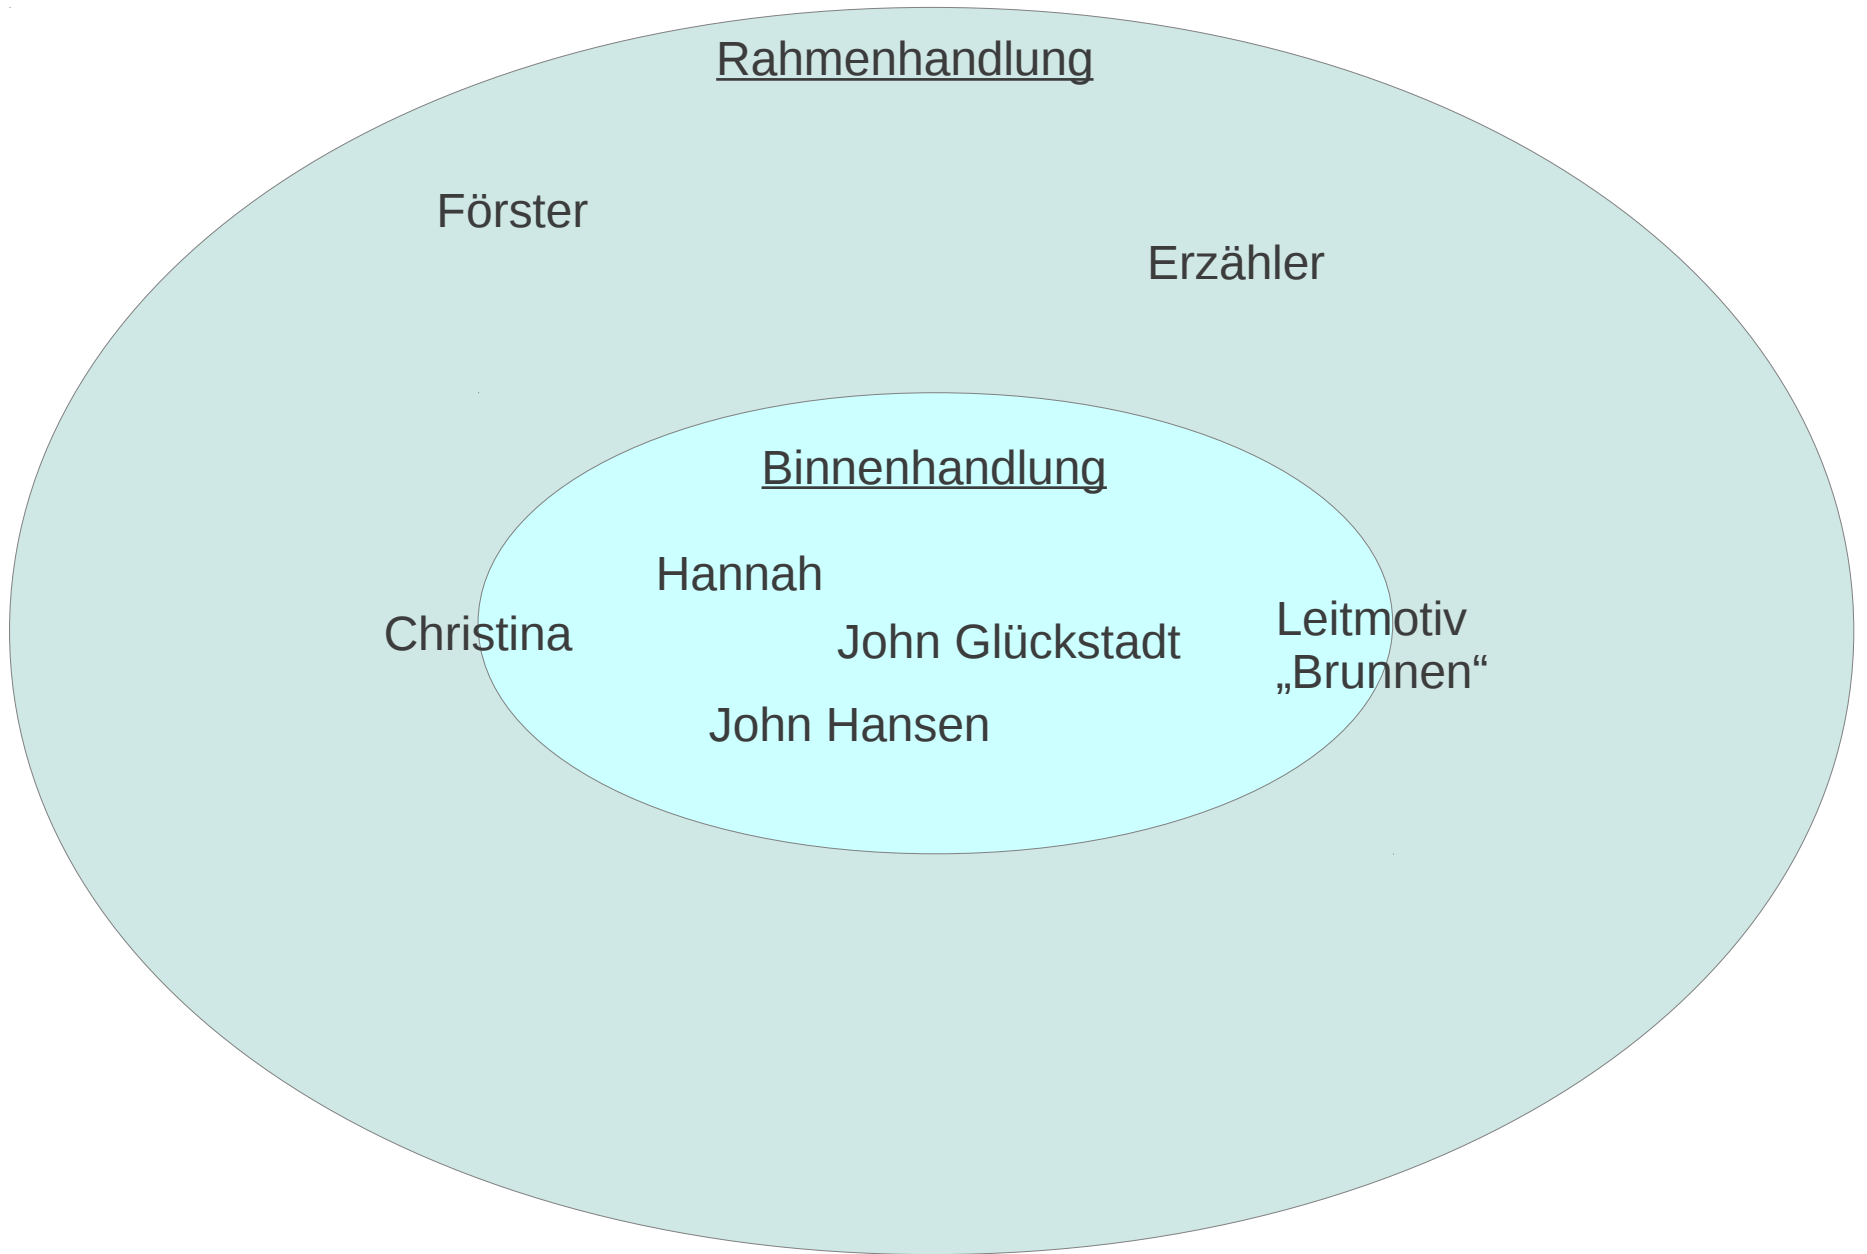 Rahmenhandlung
Förster
Erzähler
Binnenhandlung
Hannah
Christina
John Glückstadt
Leitmotiv
„Brunnen“
John Hansen